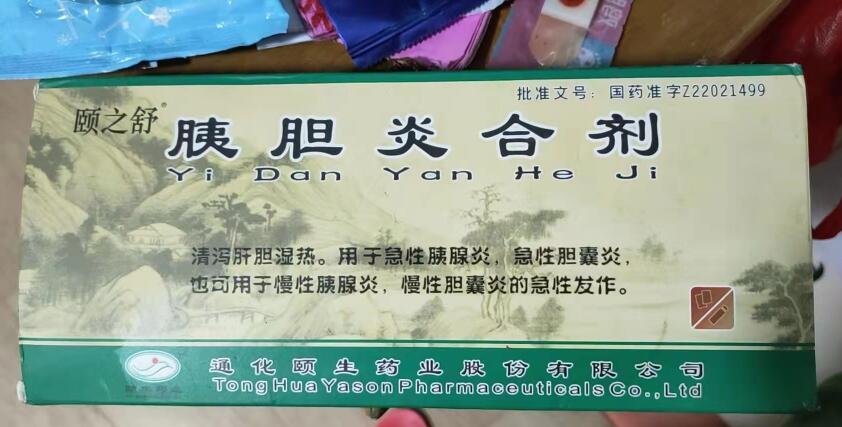 批准文号：国药准字Z22021499
颐之舒®
胰胆炎合剂
Yi Dan Yan He Ji
清泻肝胆湿热。用于急性胰腺炎，急性胆囊炎，
也可用于慢性胰腺炎，慢性胆囊炎的急性发作。
通化颐生药业股份有限公司
TongHuaYasonPharmaceuticalsCo.,Ltd